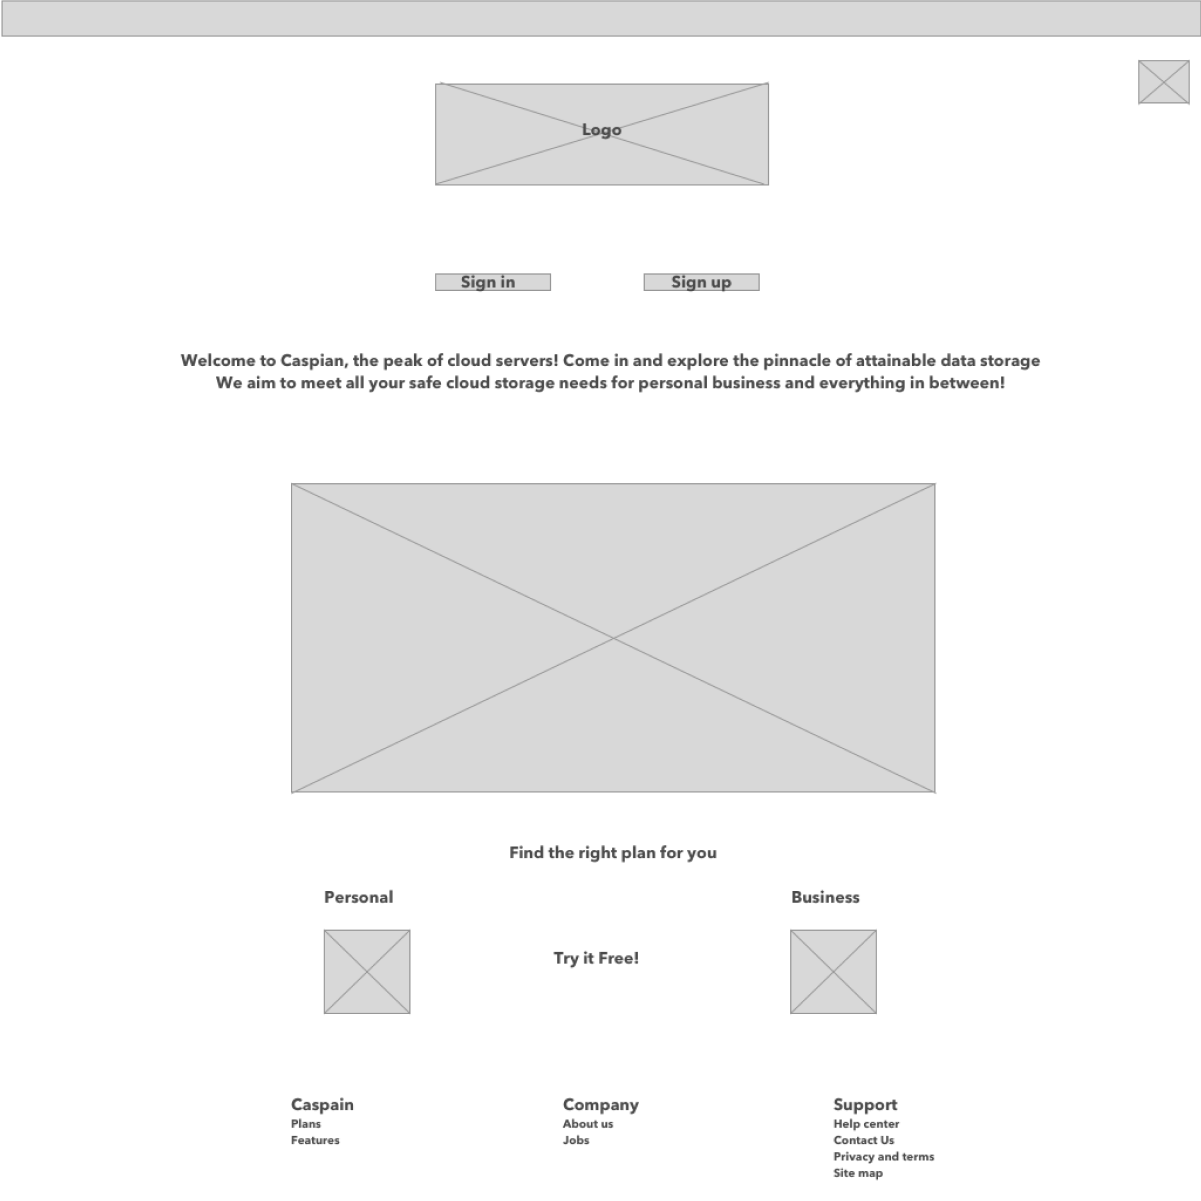 Logo
Sign in
Sign up
Welcome to Caspian, the peak of cloud servers! Come in and explore the pinnacle of attainable data storage
We aim to meet all your safe cloud storage needs for personal business and everything in between!
Find the right plan for you
Personal
Business
Try it Free!
Caspain
Plans
Features
Company
About us
Jobs
Support
Help center
Contact Us
Privacy and terms
Site map